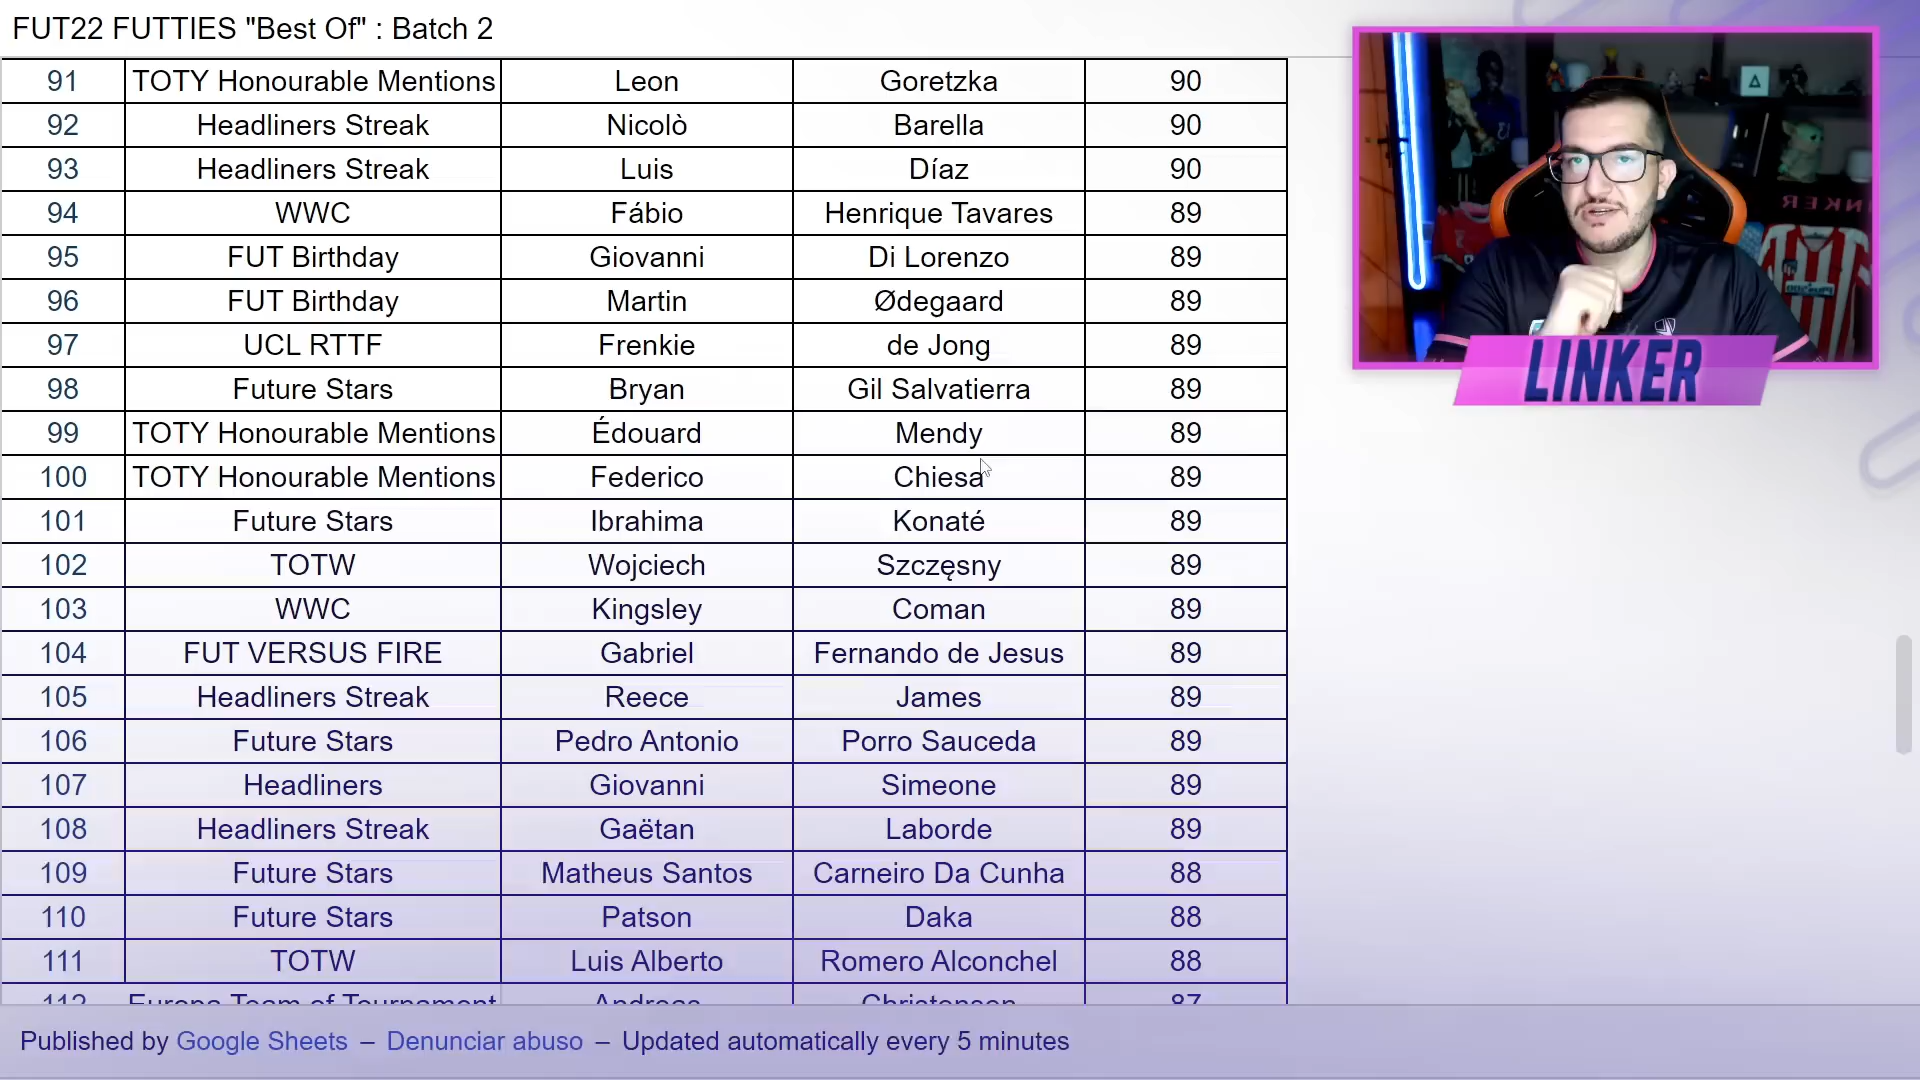 FUT22 FUTTIES "Best Of" : Batch 2
91 TOTY Honourable Mentions Leon Goretzka 90
92 Headliners Streak Nicolò Barella 90
93 Headliners Streak Luis Díaz 90
94 WWC Fábio Henrique Tavares 89
95 FUT Birthday Giovanni Di Lorenzo 89
96 FUT Birthday Martin Ødegaard 89
97 UCL RTTF Frenkie de Jong 89
98 Future Stars Bryan Gil Salvatierra 89
99 TOTY Honourable Mentions Édouard Mendy 89
100 TOTY Honourable Mentions Federico Chiesa 89
101 Future Stars Ibrahima Konaté 89
102 TOTW Wojciech Szczęsny 89
103 WWC Kingsley Coman 89
104 FUT VERSUS FIRE Gabriel Fernando de Jesus 89
105 Headliners Streak Reece James 89
106 Future Stars Pedro Antonio Porro Sauceda 89
107 Headliners Giovanni Simeone 89
108 Headliners Streak Gaëtan Laborde 89
109 Future Stars Matheus Santos Carneiro Da Cunha 88
110 Future Stars Patson Daka 88
111 TOTW Luis Alberto Romero Alconchel 88
112 Europa Team of Tournament Andreas Christensen 87
Published by Google Sheets – Denunciar abuso – Updated automatically every 5 minutes
LINKER